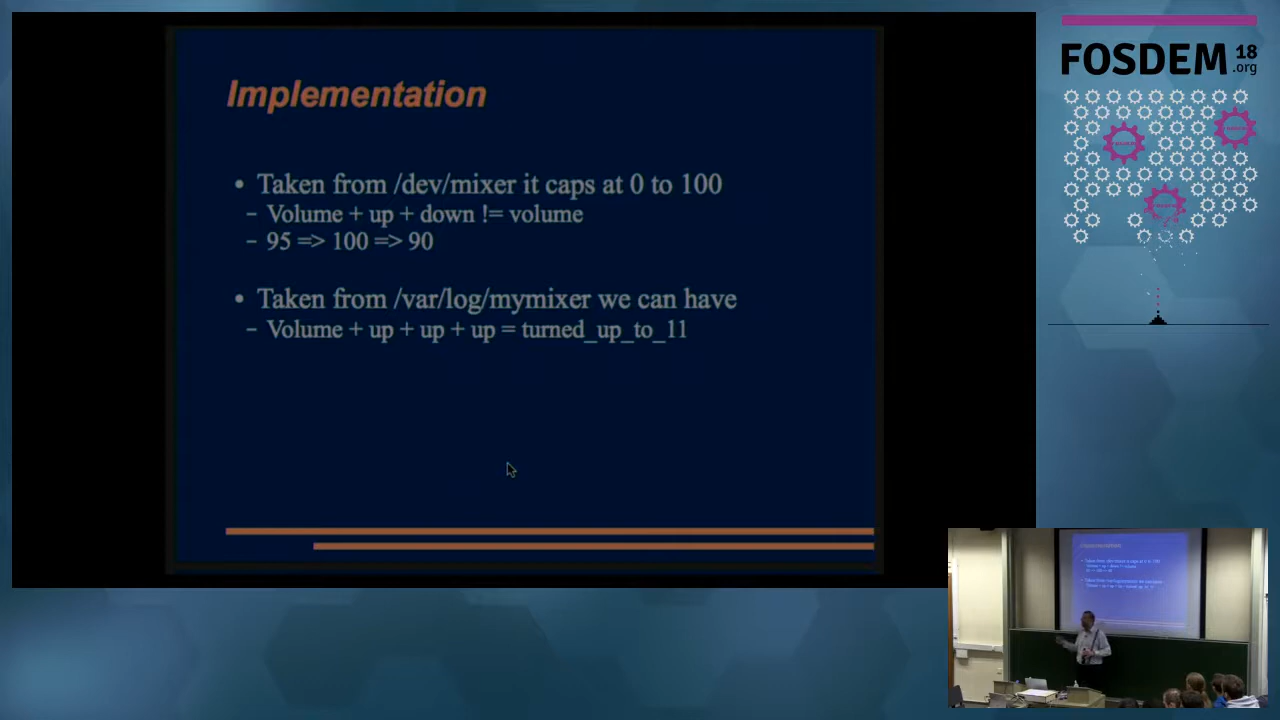 Implementation
• Taken from /dev/mixer it caps at 0 to 100
– Volume + up + down != volume
– 95 => 100 => 90
• Taken from /var/log/mymixer we can have
– Volume + up + up + up = turned_up_to_11
FOSDEM 18
.org